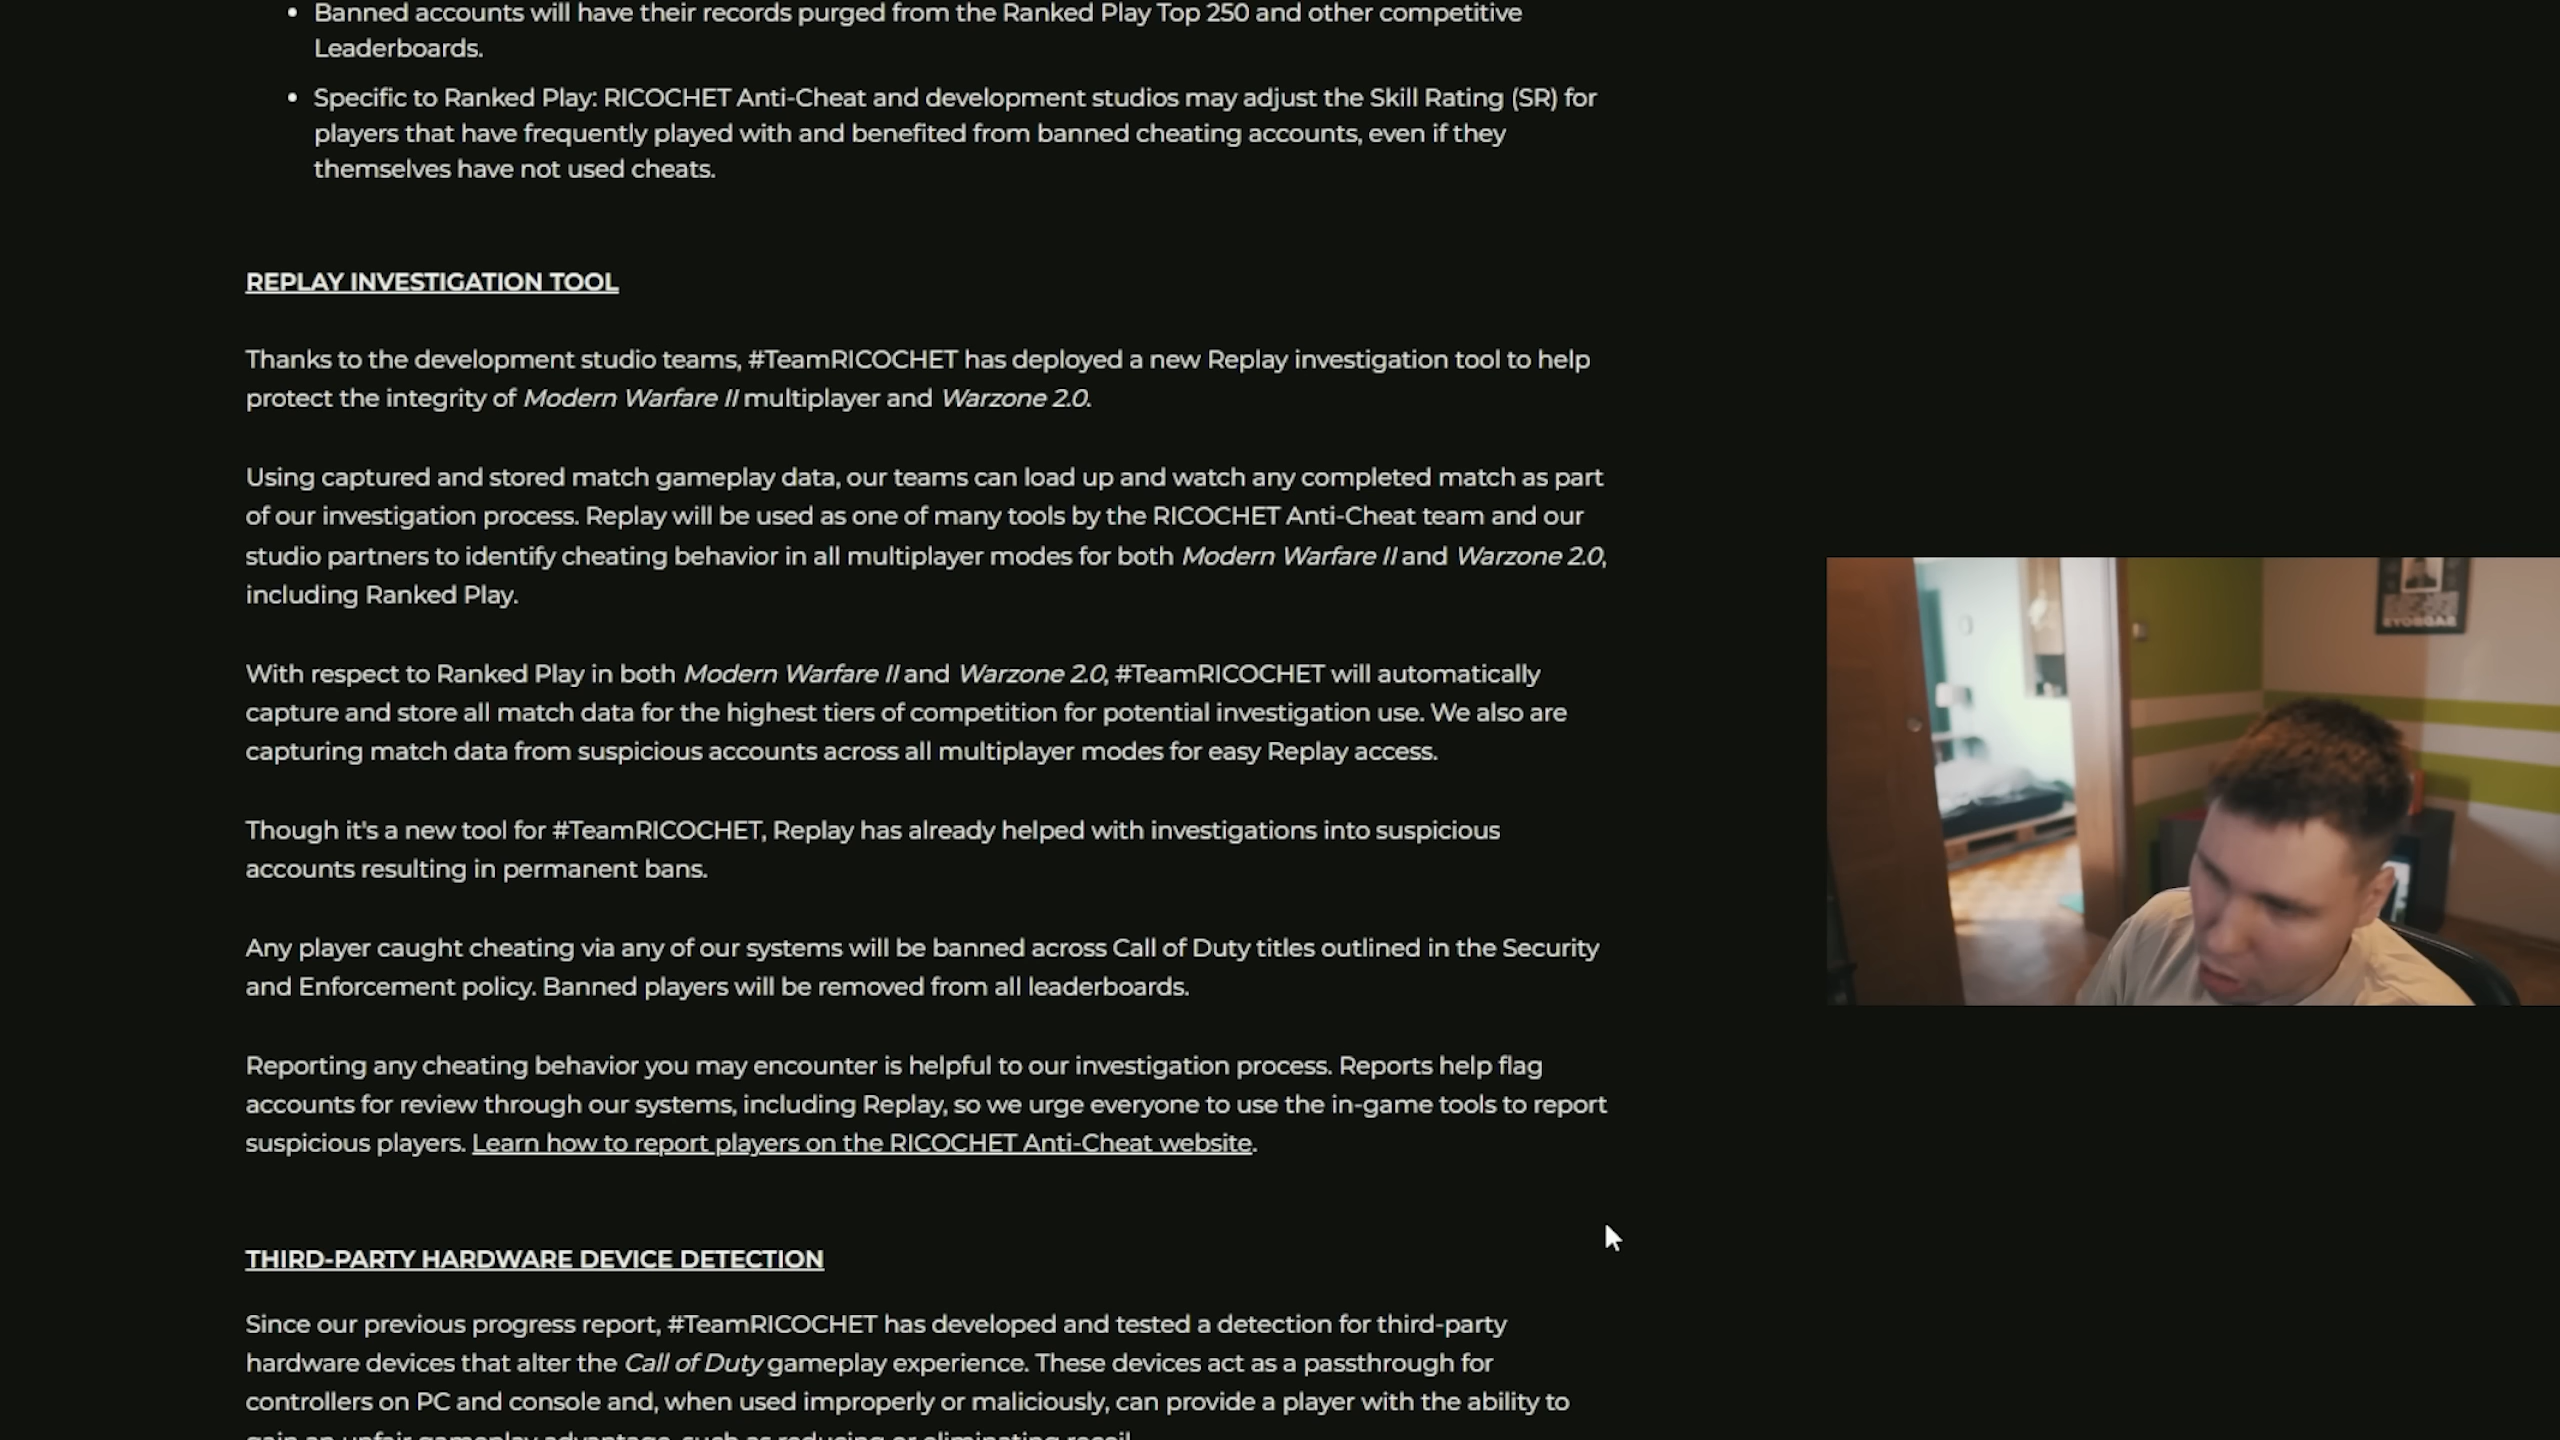 Banned accounts will have their records purged from the Ranked Play Top 250 and other competitive
Leaderboards.
Specific to Ranked Play: RICOCHET Anti-Cheat and development studios may adjust the Skill Rating (SR) for
players that have frequently played with and benefited from banned cheating accounts, even if they
themselves have not used cheats.
REPLAY INVESTIGATION TOOL
Thanks to the development studio teams, #TeamRICOCHET has deployed a new Replay investigation tool to help
protect the integrity of Modern Warfare II multiplayer and Warzone 2.0.
Using captured and stored match gameplay data, our teams can load up and watch any completed match as part
of our investigation process. Replay will be used as one of many tools by the RICOCHET Anti-Cheat team and our
studio partners to identify cheating behavior in all multiplayer modes for both Modern Warfare II and Warzone 2.0,
including Ranked Play.
With respect to Ranked Play in both Modern Warfare II and Warzone 2.0, #TeamRICOCHET will automatically
capture and store all match data for the highest tiers of competition for potential investigation use. We also are
capturing match data from suspicious accounts across all multiplayer modes for easy Replay access.
Though it's a new tool for #TeamRICOCHET, Replay has already helped with investigations into suspicious
accounts resulting in permanent bans.
Any player caught cheating via any of our systems will be banned across Call of Duty titles outlined in the Security
and Enforcement policy. Banned players will be removed from all leaderboards.
Reporting any cheating behavior you may encounter is helpful to our investigation process. Reports help flag
accounts for review through our systems, including Replay, so we urge everyone to use the in-game tools to report
suspicious players. Learn how to report players on the RICOCHET Anti-Cheat website.
THIRD-PARTY HARDWARE DEVICE DETECTION
Since our previous progress report, #TeamRICOCHET has developed and tested a detection for third-party
hardware devices that alter the Call of Duty gameplay experience. These devices act as a passthrough for
controllers on PC and console and, when used improperly or maliciously, can provide a player with the ability to
gain an unfair gameplay advantage, such as reducing or eliminating recoil.